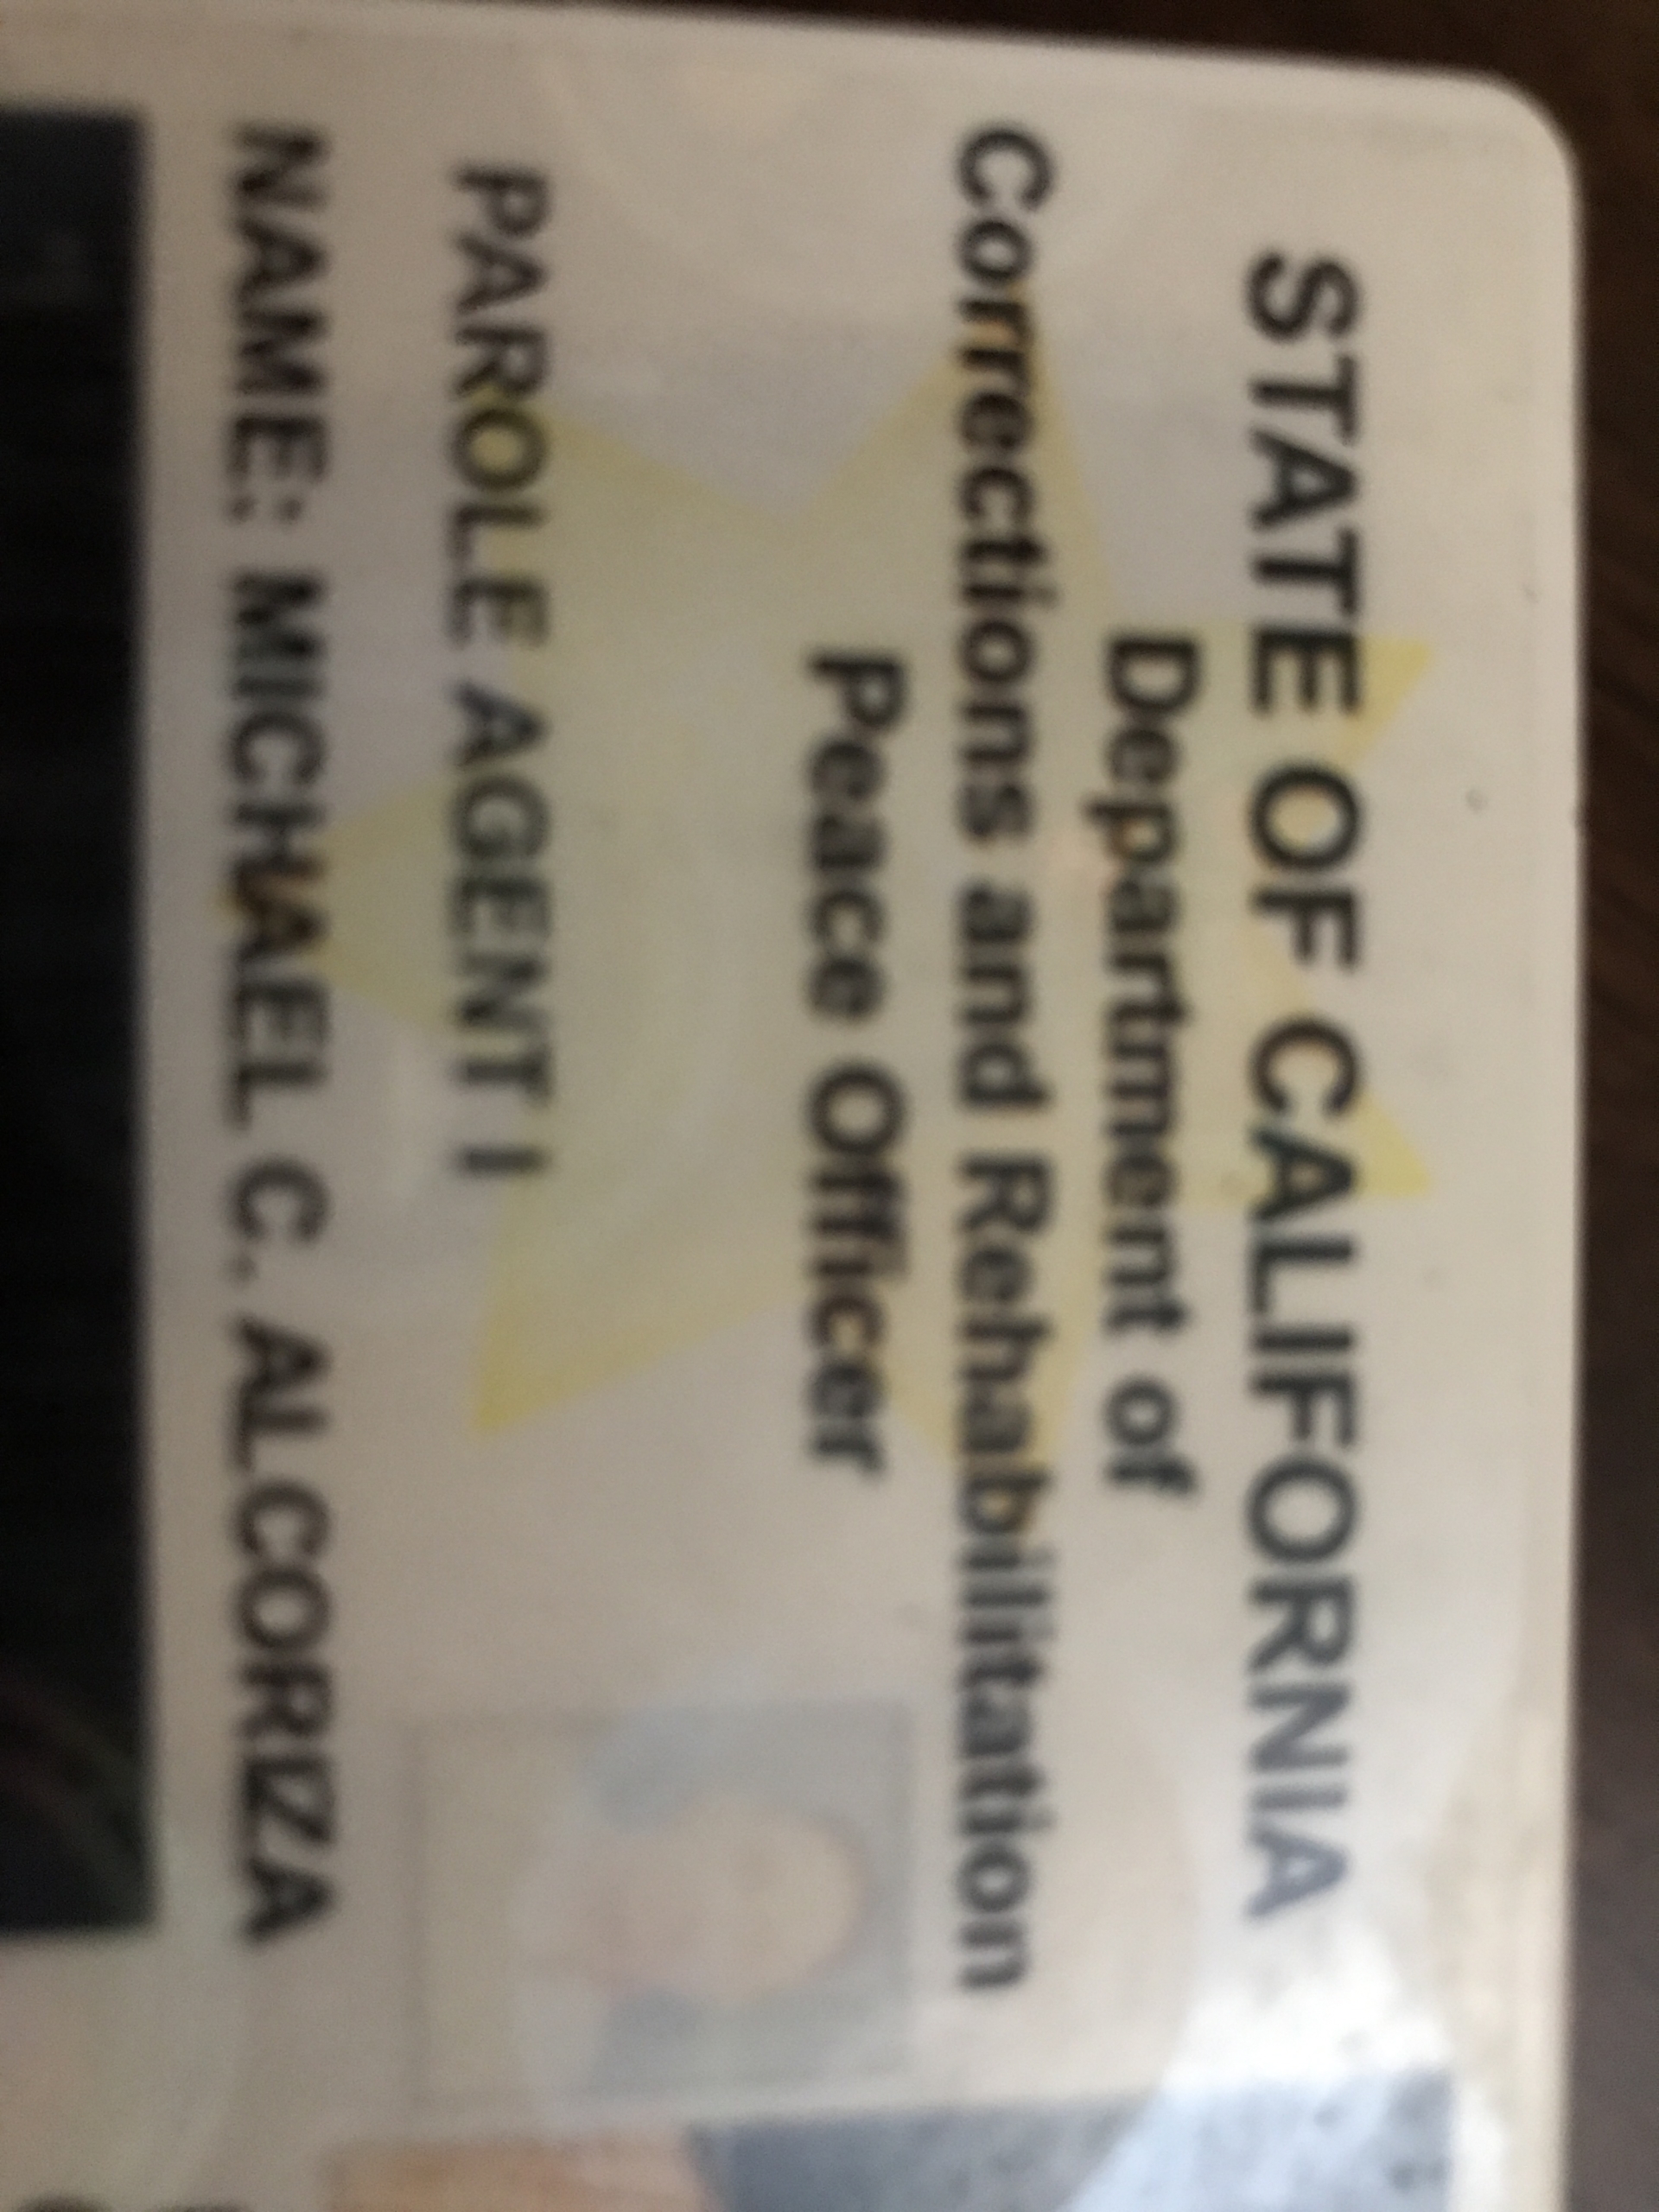 STATE OF CALIFORNIA
Department of
Corrections and Rehabilitation
Peace Officer
PAROLE AGENT I
NAME: MICHAEL C. ALCORIZA